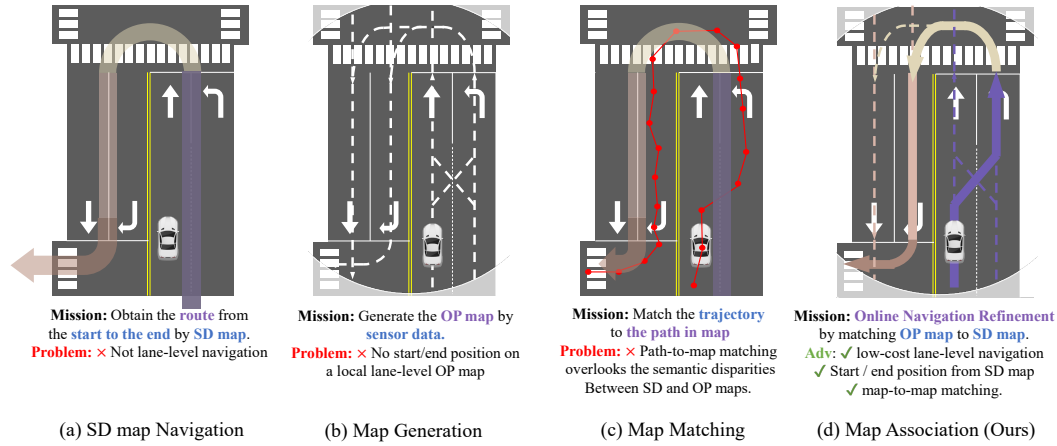 Mission: Obtain the route from
the start to the end by SD map.
Problem: × Not lane-level navigation
(a) SD map Navigation
Mission: Generate the OP map by
sensor data.
Problem: × No start/end position on
a local lane-level OP map
(b) Map Generation
Mission: Match the trajectory
to the path in map
Problem: × Path-to-map matching
overlooks the semantic disparities
Between SD and OP maps.
(c) Map Matching
Mission: Online Navigation Refinement
by matching OP map to SD map.
Adv: ✓ low-cost lane-level navigation
✓ Start / end position from SD map
✓ map-to-map matching.
(d) Map Association (Ours)